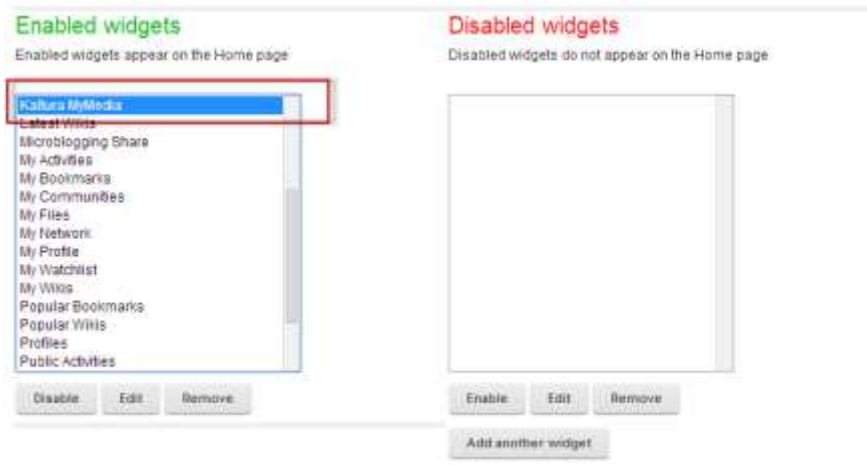 Enabled widgets
Enabled widgets appear on the Home page
Kaltura MyMedia
Latest Wikis
Microblogging Share
My Activities
My Bookmarks
My Communities
My Files
My Network
My Profile
My Watchlist
My Wikis
Popular Bookmarks
Popular Wikis
Profiles
Public Activities
Disable Edit Remove
Disabled widgets
Disabled widgets do not appear on the Home page
Enable Edit Remove
Add another widget